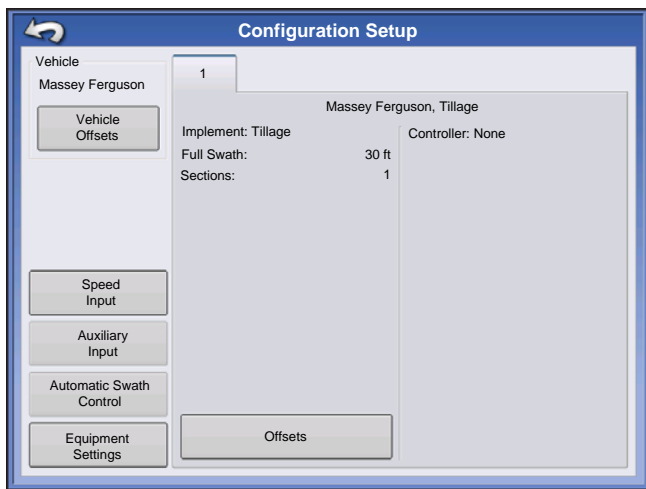 Configuration Setup
Vehicle
Massey Ferguson
Vehicle
Offsets
Speed
Input
Auxiliary
Input
Automatic Swath
Control
Equipment
Settings
1
Massey Ferguson, Tillage
Implement: Tillage
Full Swath: 30 ft
Sections: 1
Offsets
Controller: None